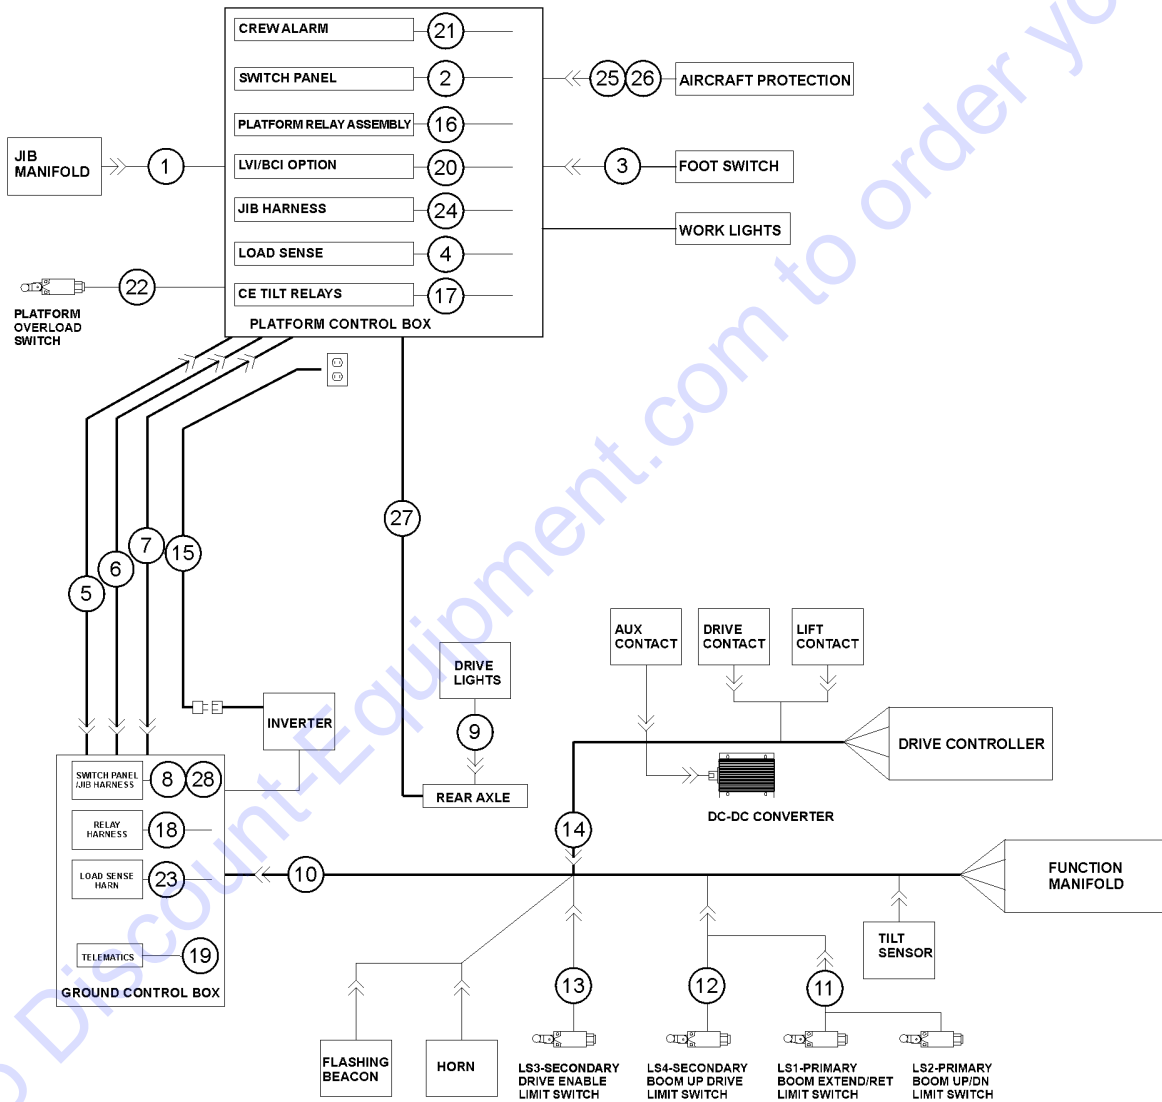 CREW ALARM
21
SWITCH PANEL
2
25
26
AIRCRAFT PROTECTION
PLATFORM RELAY ASSEMBLY
16
JIB
MANIFOLD
1
LVI/BCI OPTION
20
3
FOOT SWITCH
JIB HARNESS
24
WORK LIGHTS
LOAD SENSE
4
22
CE TILT RELAYS
17
PLATFORM
OVERLOAD
SWITCH
PLATFORM CONTROL BOX
27
7
15
6
5
AUX
CONTACT
DRIVE
CONTACT
LIFT
CONTACT
DRIVE
LIGHTS
9
INVERTER
DRIVE CONTROLLER
SWITCH PANEL
/JIB HARNESS
8
28
REAR AXLE
DC-DC CONVERTER
RELAY
HARNESS
18
14
LOAD SENSE
HARN
23
10
FUNCTION
MANIFOLD
TELEMATICS
19
TILT
SENSOR
GROUND CONTROL BOX
13
12
11
FLASHING
BEACON
HORN
LS3-SECONDARY
DRIVE ENABLE
LIMIT SWITCH
LS4-SECONDARY
BOOM UP DRIVE
LIMIT SWITCH
LS1-PRIMARY
BOOM EXTEND/RET
LIMIT SWITCH
LS2-PRIMARY
BOOM UP/DN
LIMIT SWITCH
o Discount-Equipment.com to order yo